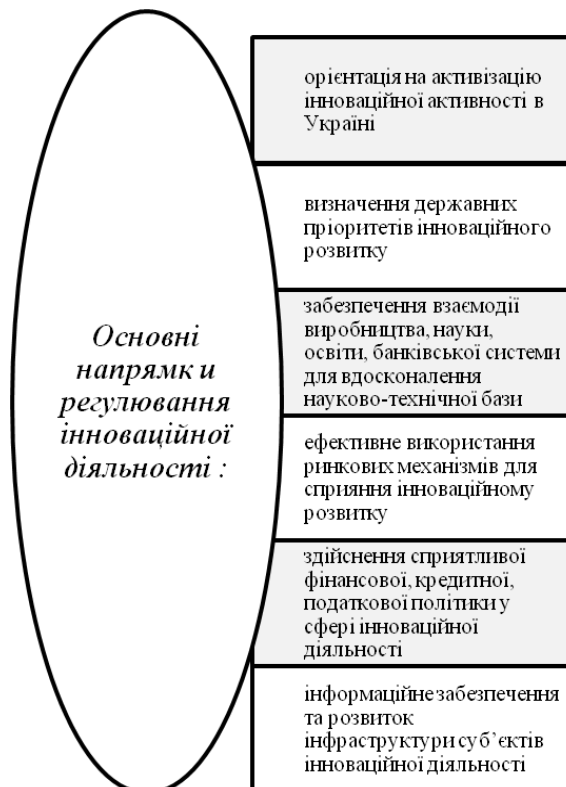 Основні
напрямк и
регулювання
інноваційної
діяльності :
орієнтація на активізацію
інноваційної активності в
Україні
визначення державних
пріоритетів інноваційного
розвитку
забезпечення взаємодії
виробництва, науки,
освіти, банківської системи
для вдосконалення
науково-технічної бази
ефективне використання
ринкових механізмів для
сприяння інноваційному
розвитку
здійснення сприятливої
фінансової, кредитної,
податкової політики у
сфері інноваційної
діяльності
інформаційне забезпечення
та розвиток
інфраструктури суб’єктів
інноваційної діяльності